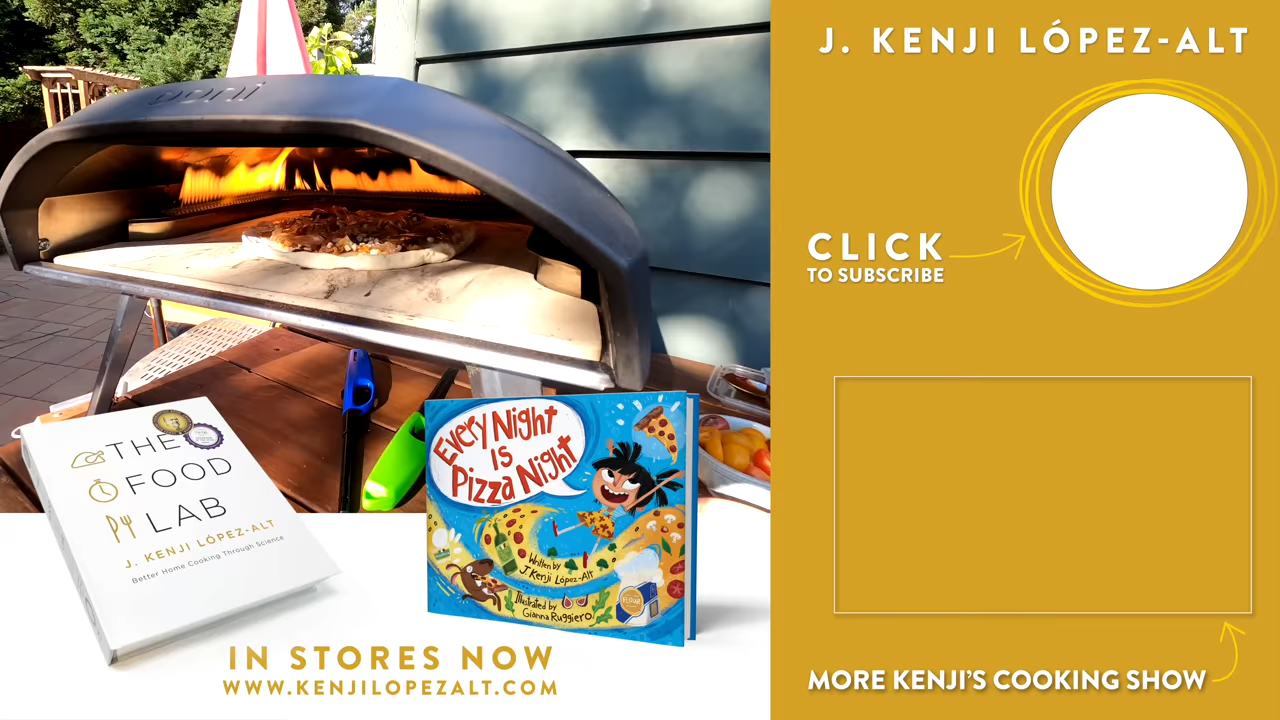 ooni
J. KENJI LÓPEZ-ALT
CLICK
TO SUBSCRIBE
THE
FOOD
LAB
J. KENJI LÓPEZ-ALT
Better Home Cooking Through Science
Every Night
Is
Pizza Night
Written by
J. Kenji López-Alt
Illustrated by
Gianna Ruggiero
FLOUR
IN STORES NOW
WWW.KENJILOPEZALT.COM
MORE KENJI'S COOKING SHOW